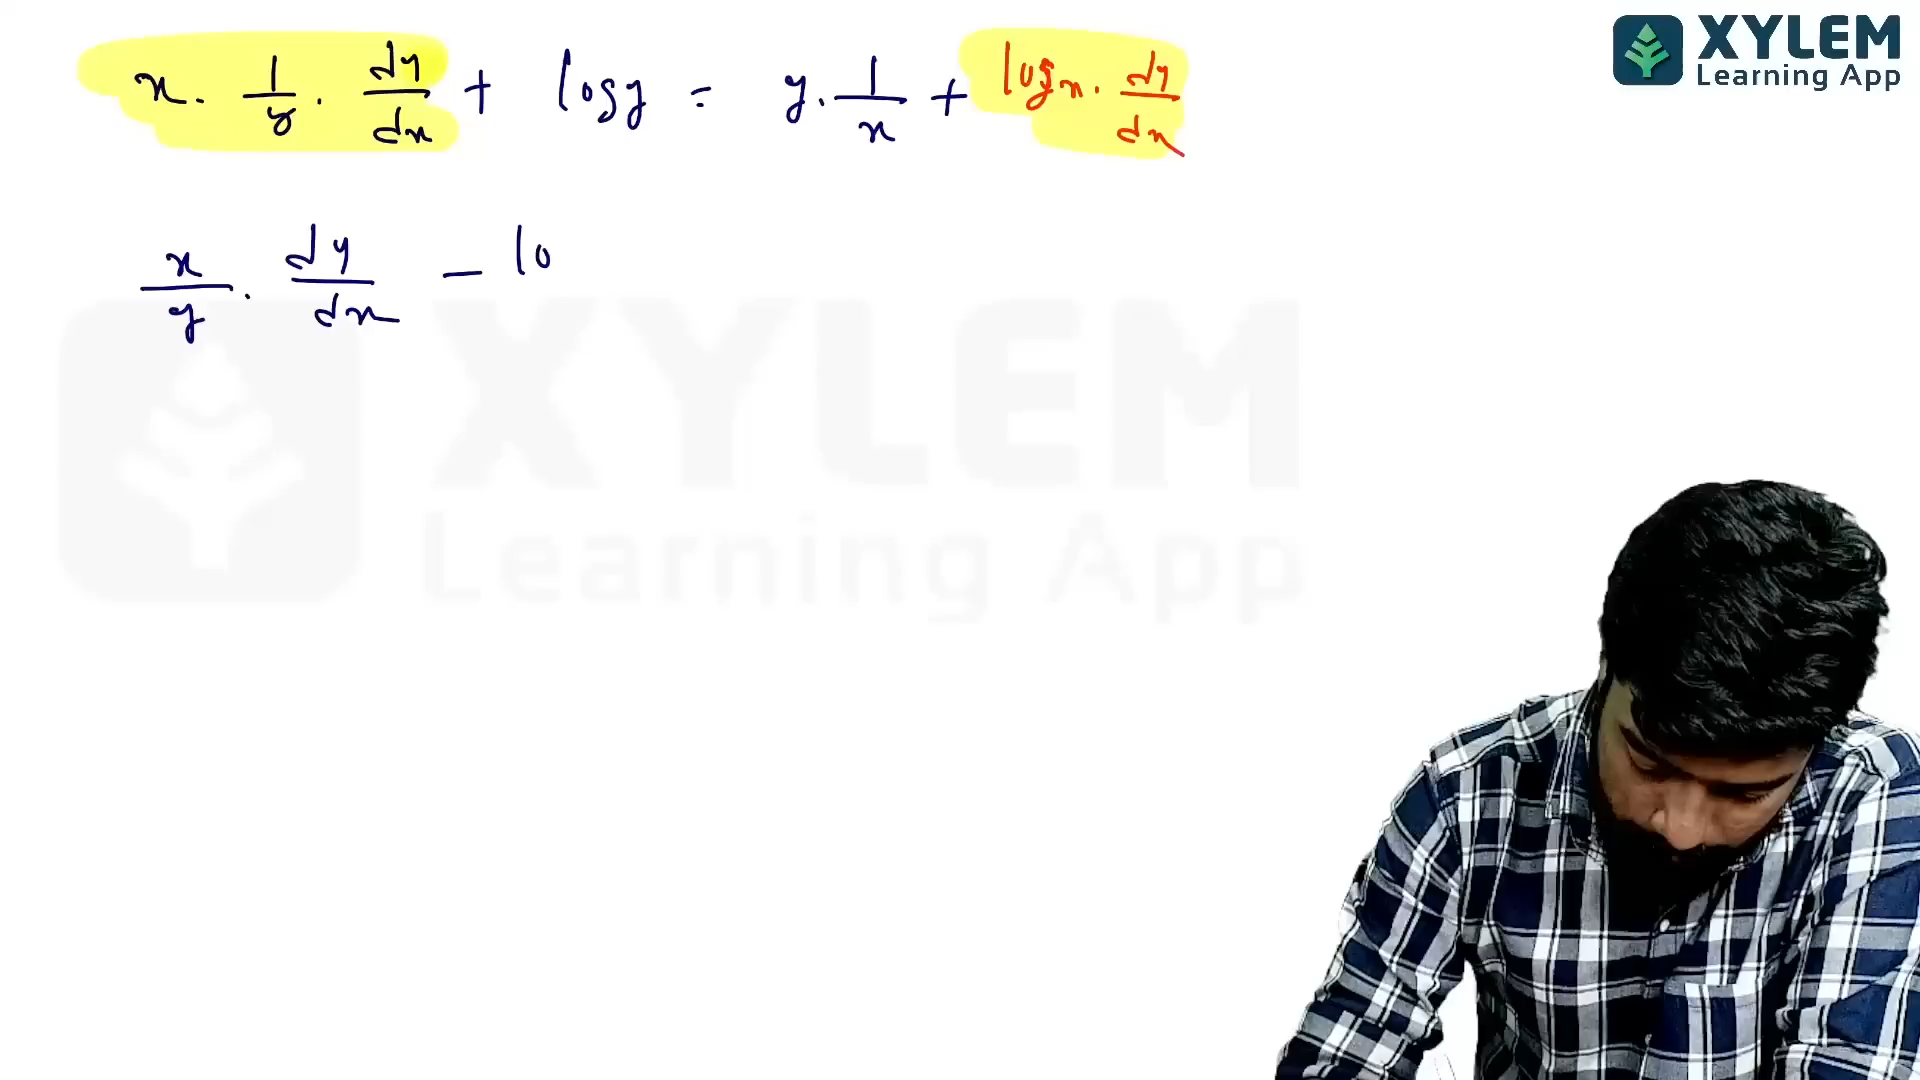 XYLEM
Learning App
x · 1/y · dy/dx + log y = y · 1/x + log x · dy/dx
x/y · dy/dx − lo
XYLEM
Learning App